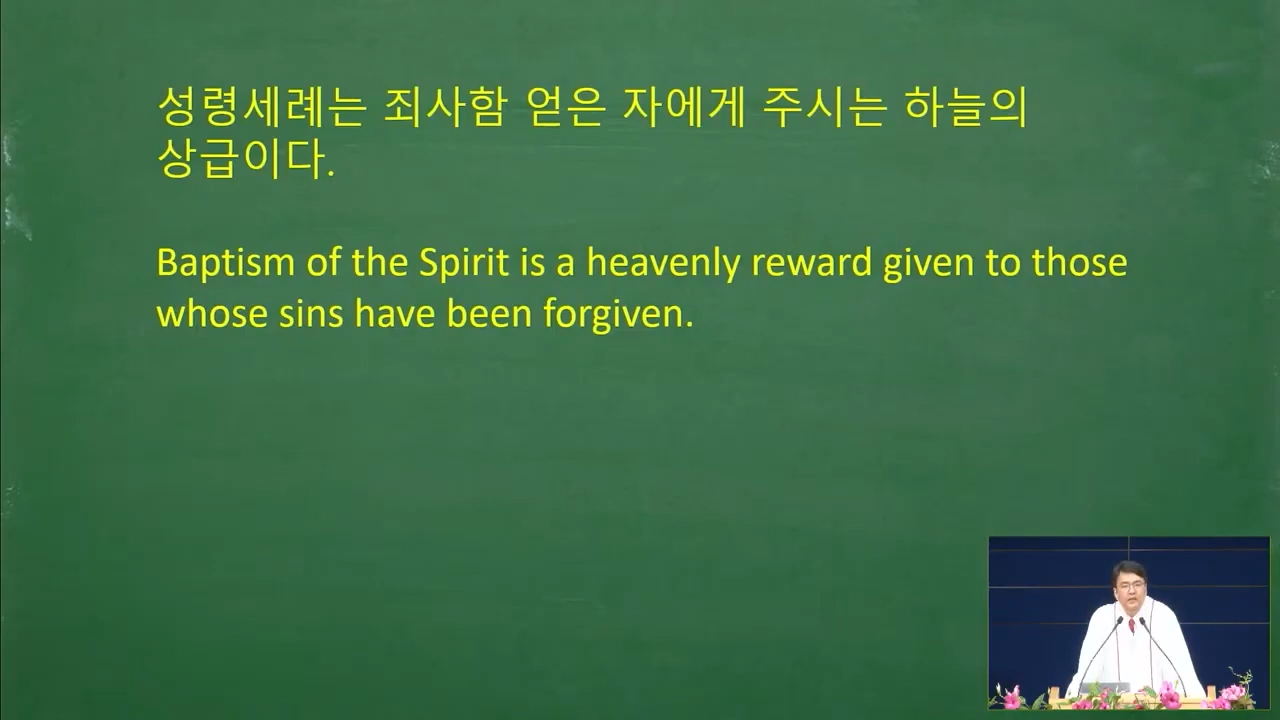 성령세례는 죄사함 얻은 자에게 주시는 하늘의
상급이다.
Baptism of the Spirit is a heavenly reward given to those
whose sins have been forgiven.